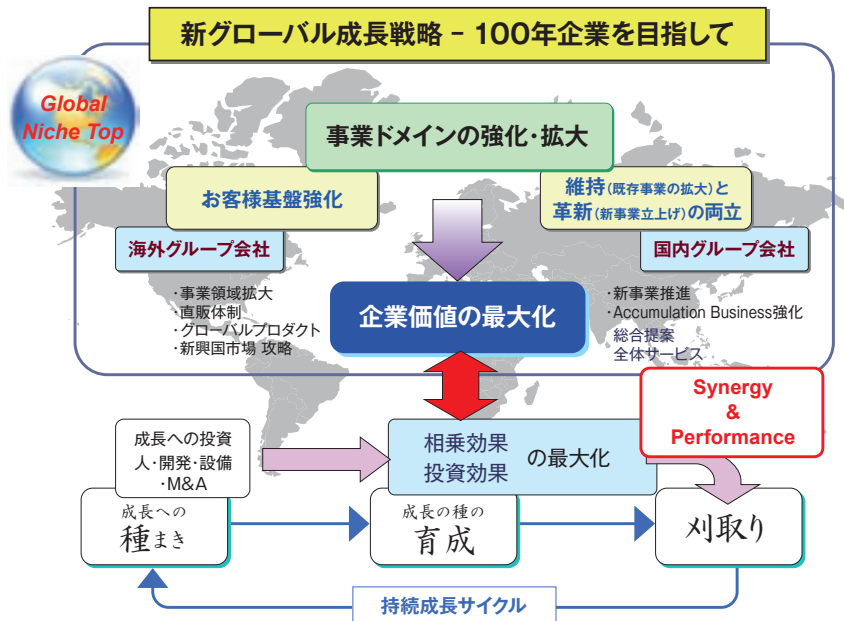 新グローバル成長戦略 − 100年企業を目指して
Global
Niche Top
事業ドメインの強化・拡大
お客様基盤強化
維持(既存事業の拡大)と
革新(新事業立上げ)の両立
海外グループ会社
国内グループ会社
・事業領域拡大
・直販体制
・グローバルプロダクト
・新興国市場 攻略
企業価値の最大化
・新事業推進
・Accumulation Business強化
総合提案
全体サービス
Synergy
&
Performance
成長への投資
人・開発・設備
・M&A
相乗効果
投資効果
の最大化
成長への
種まき
成長の種の
育成
刈取り
持続成長サイクル